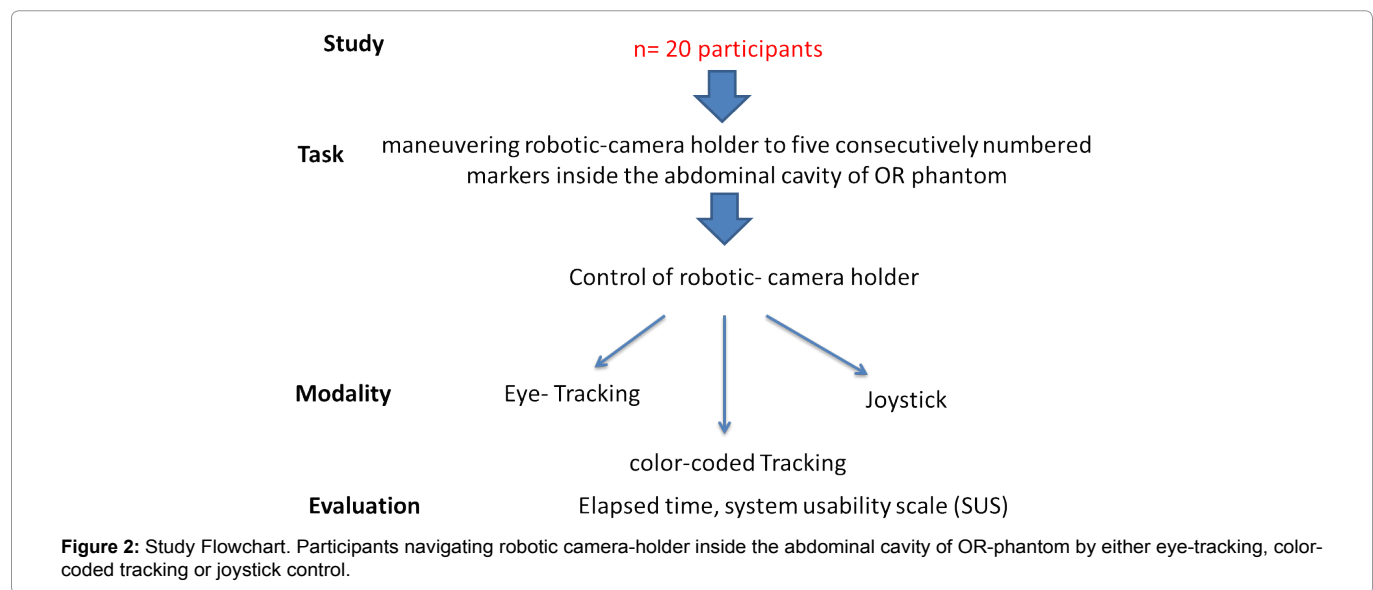 Study
n= 20 participants
Task
maneuvering robotic-camera holder to five consecutively numbered
markers inside the abdominal cavity of OR phantom
Control of robotic- camera holder
Modality
Eye- Tracking
Joystick
color-coded Tracking
Evaluation
Elapsed time, system usability scale (SUS)
Figure 2: Study Flowchart. Participants navigating robotic camera-holder inside the abdominal cavity of OR-phantom by either eye-tracking, color-
coded tracking or joystick control.